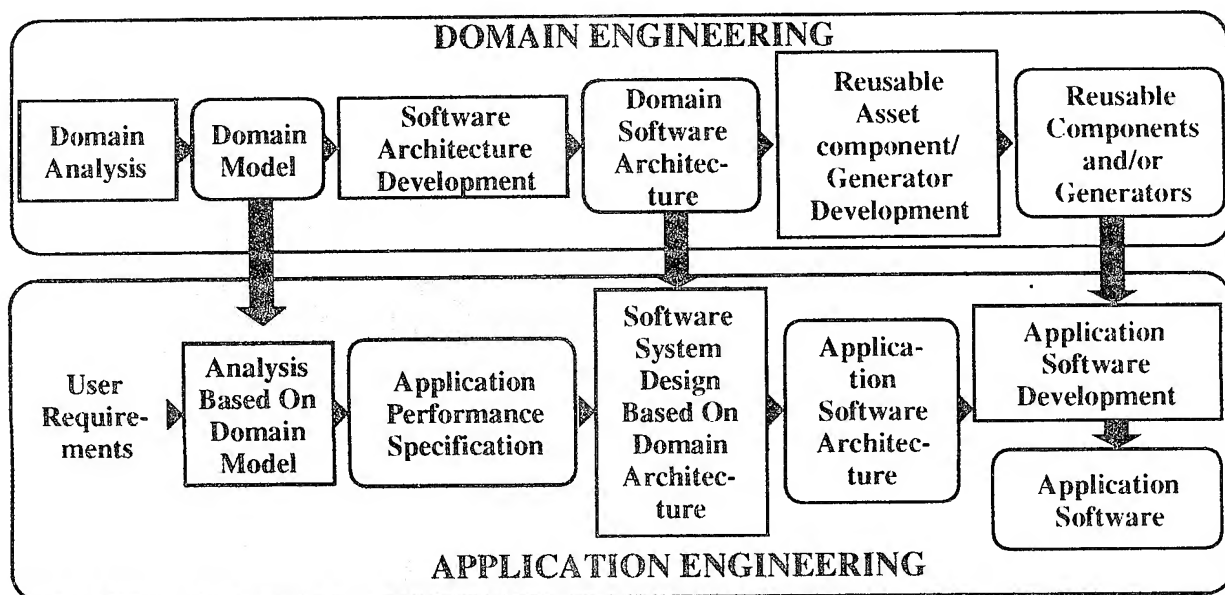 DOMAIN ENGINEERING
Domain
Analysis
Domain
Model
Software
Architecture
Development
Domain
Software
Architec-
ture
Reusable
Asset
component/
Generator
Development
Reusable
Components
and/or
Generators
User
Require-
ments
Analysis
Based On
Domain
Model
Application
Performance
Specification
Software
System
Design
Based On
Domain
Architec-
ture
Applica-
tion
Software
Architec-
ture
Application
Software
Development
Application
Software
APPLICATION ENGINEERING